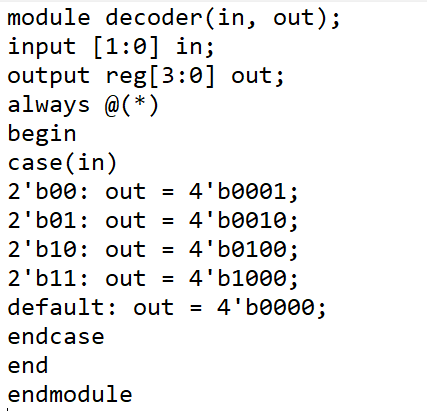 module decoder(in, out);
input [1:0] in;
output reg[3:0] out;
always @(*)
begin
case(in)
2'b00: out = 4'b0001;
2'b01: out = 4'b0010;
2'b10: out = 4'b0100;
2'b11: out = 4'b1000;
default: out = 4'b0000;
endcase
end
endmodule